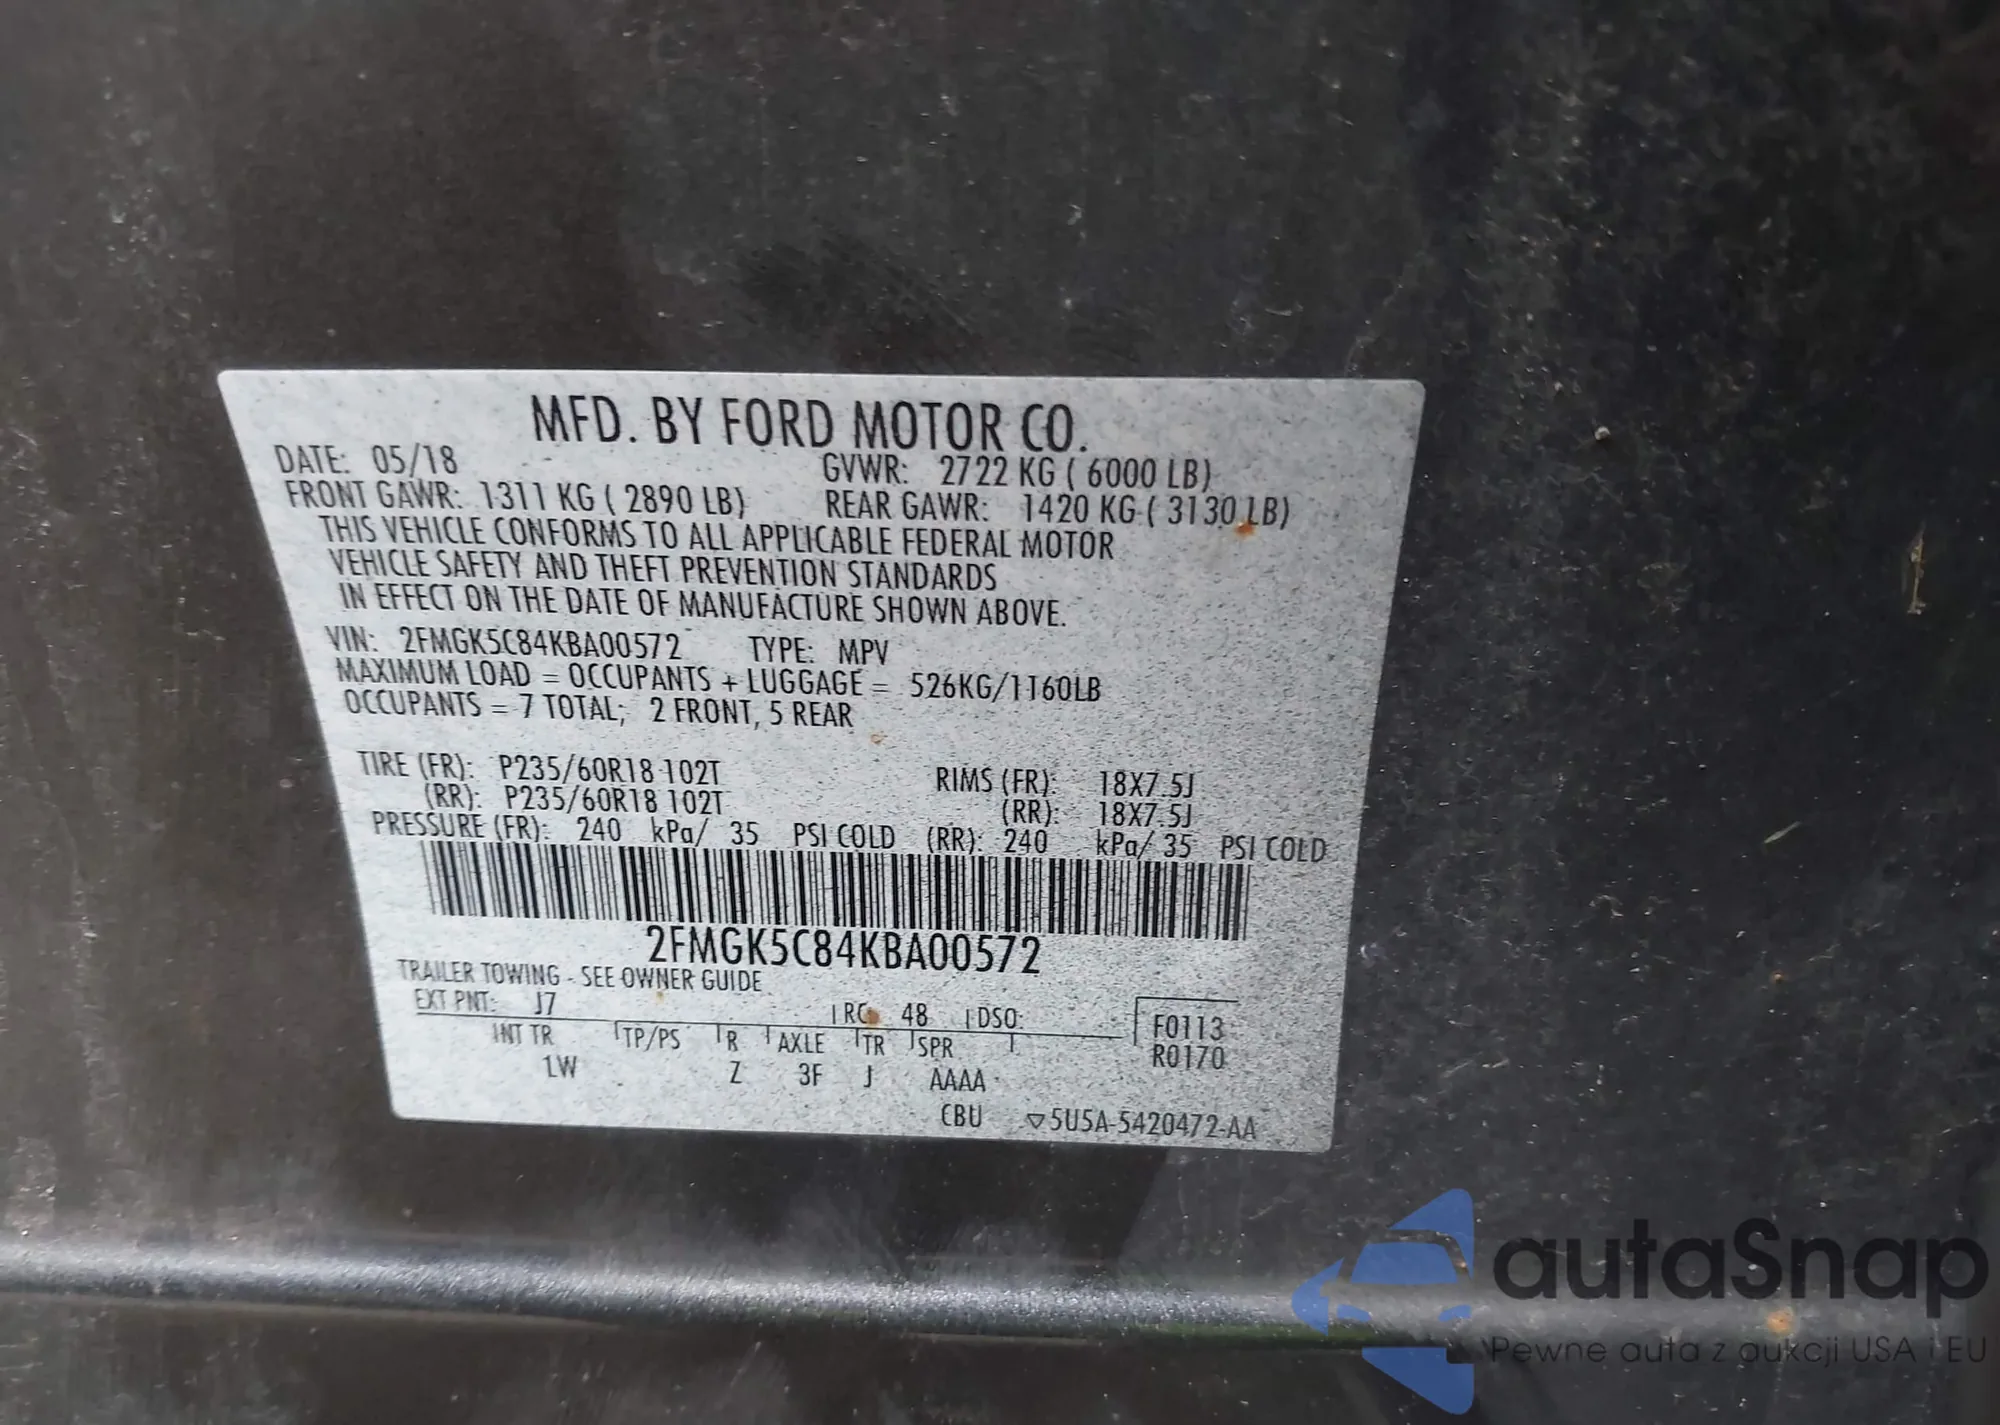 MFD. BY FORD MOTOR CO.
DATE: 05/18 GVWR: 2722 KG ( 6000 LB)
FRONT GAWR: 1311 KG ( 2890 LB) REAR GAWR: 1420 KG ( 3130 LB)
THIS VEHICLE CONFORMS TO ALL APPLICABLE FEDERAL MOTOR
VEHICLE SAFETY AND THEFT PREVENTION STANDARDS
IN EFFECT ON THE DATE OF MANUFACTURE SHOWN ABOVE.
VIN: 2FMGK5C84KBA00572 TYPE: MPV
MAXIMUM LOAD = OCCUPANTS + LUGGAGE = 526KG/1160LB
OCCUPANTS = 7 TOTAL; 2 FRONT, 5 REAR
TIRE (FR): P235/60R18 102T RIMS (FR): 18X7.5J
(RR): P235/60R18 102T (RR): 18X7.5J
PRESSURE (FR): 240 kPa/ 35 PSI COLD (RR): 240 kPa/ 35 PSI COLD
2FMGK5C84KBA00572
TRAILER TOWING - SEE OWNER GUIDE
EXT PNT: J7 RC: 48 DSO: F0113
INT TR TP/PS R AXLE TR SPR R0170
1W Z 3F J AAAA
CBU ▽5U5A-5420472-AA
autaSnap
Pewne auta z aukcji USA i EU